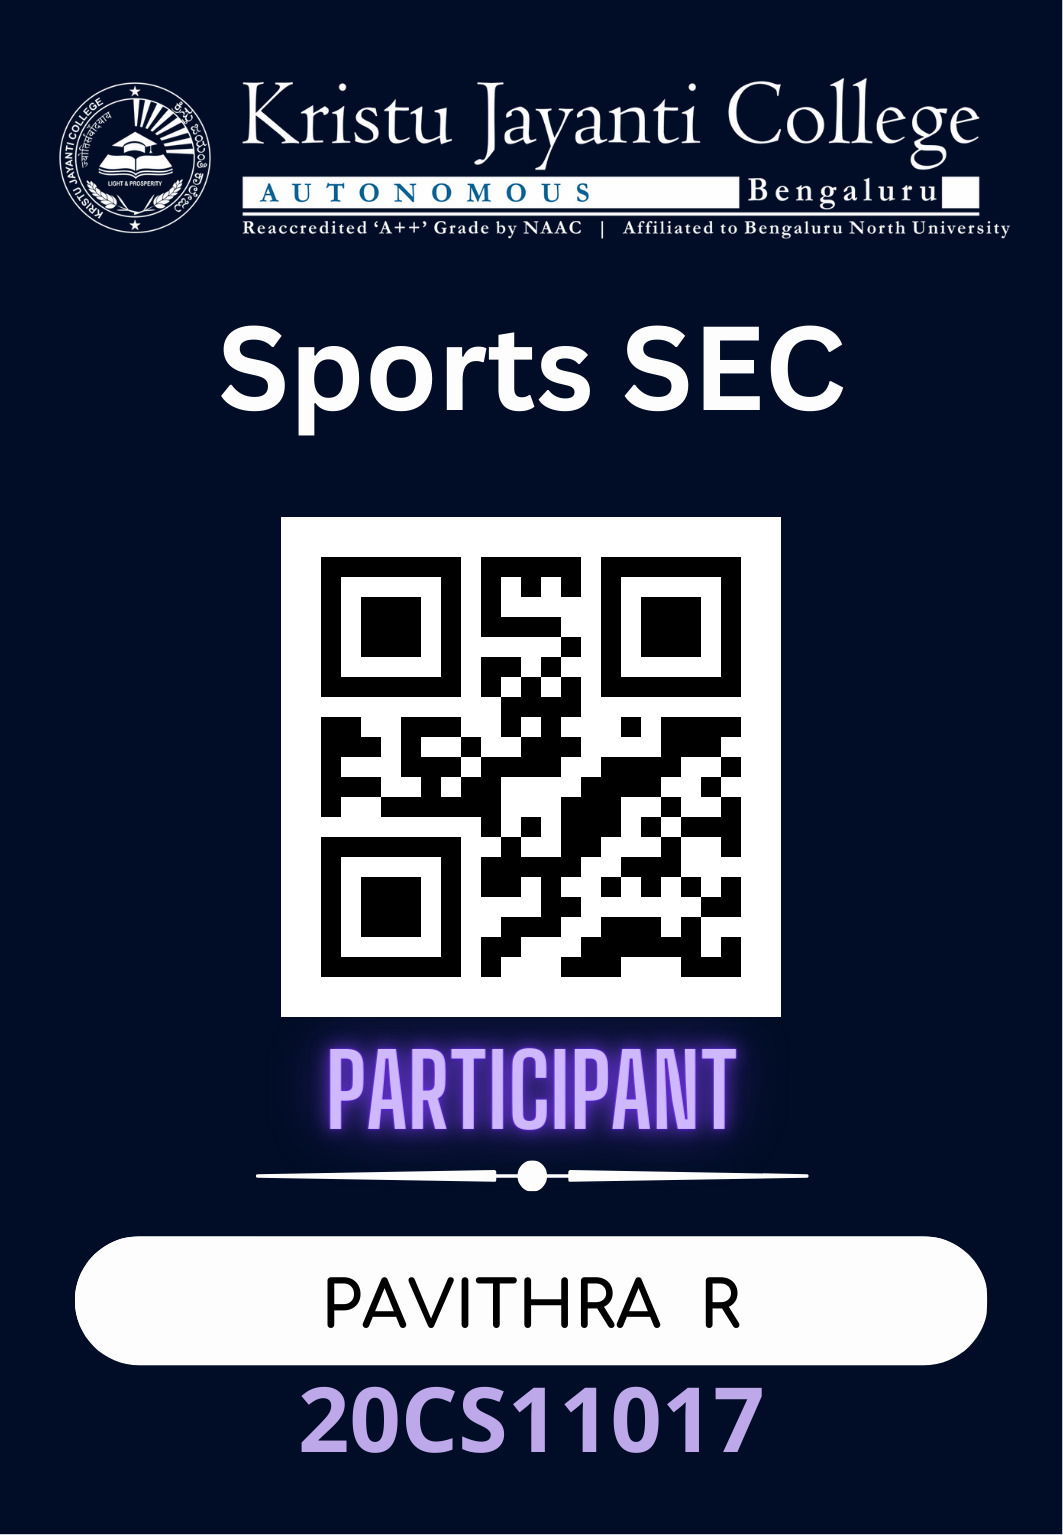 KRISTU JAYANTI COLLEGE
LIGHT & PROSPERITY
Kristu Jayanti College
AUTONOMOUS Bengaluru
Reaccredited ‘A++’ Grade by NAAC | Affiliated to Bengaluru North University
Sports SEC
PARTICIPANT
PAVITHRA R
20CS11017